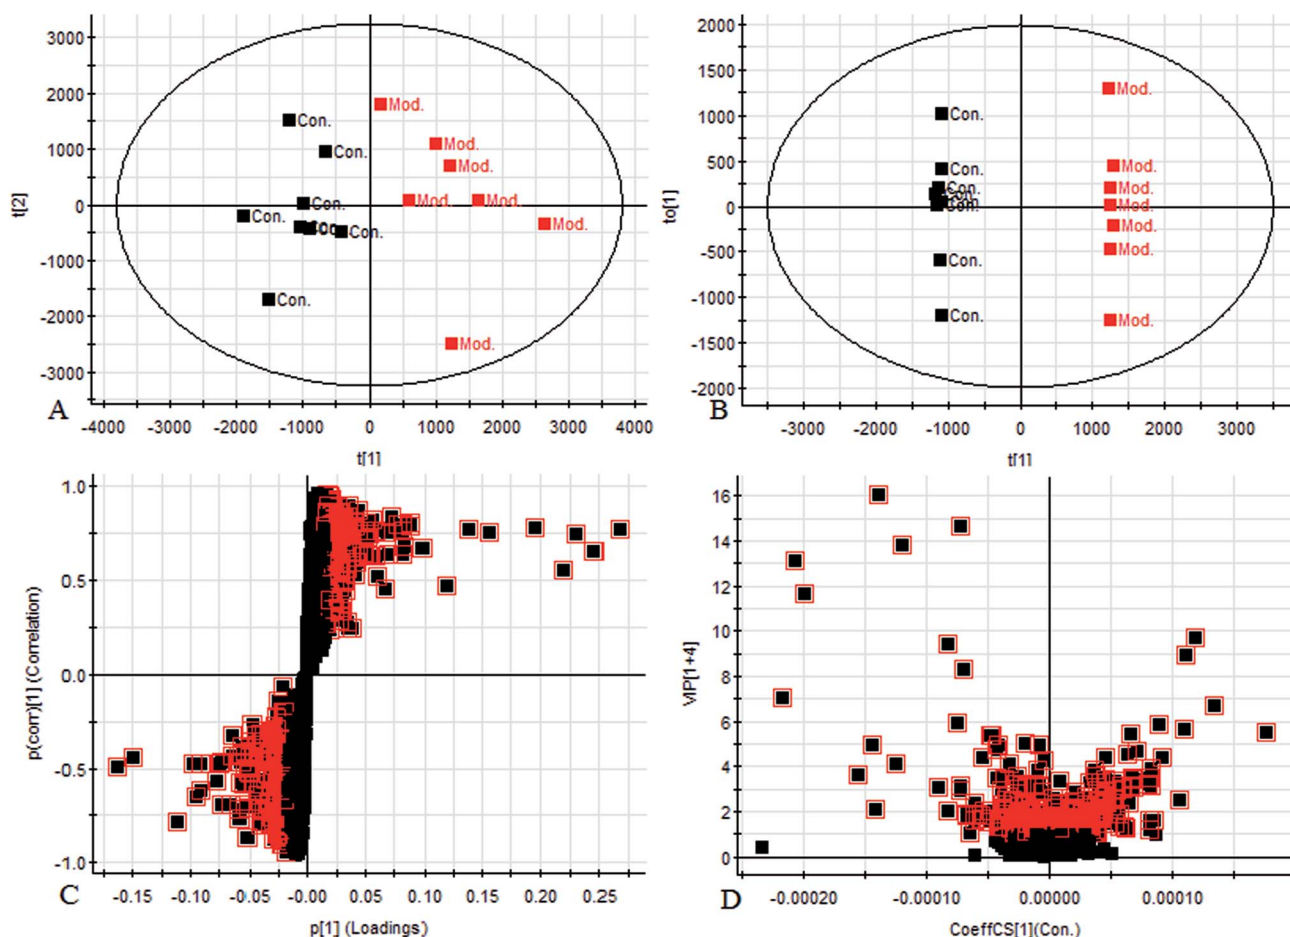 t[2]
3000
2000
1000
0
-1000
-2000
-3000
Con.
Con.
Con.
Con.
Con.
Con.
Con.
Mod.
Mod.
Mod.
Mod.
Mod.
Mod.
Mod.
A
-4000 -3000 -2000 -1000 0 1000 2000 3000 4000
t[1]
to[1]
2000
1500
1000
500
0
-500
-1000
-1500
-2000
Con.
Con.
Con.
Con.
Con.
Con.
Con.
Mod.
Mod.
Mod.
Mod.
Mod.
Mod.
Mod.
B
-3000 -2000 -1000 0 1000 2000 3000
t[1]
p(corr)[1] (Correlation)
1.0
0.5
0.0
-0.5
-1.0
C
-0.15 -0.10 -0.05 -0.00 0.05 0.10 0.15 0.20 0.25
p[1] (Loadings)
VIP[1+4]
16
14
12
10
8
6
4
2
0
D
-0.00020 -0.00010 0.00000 0.00010
CoeffCS[1](Con.)